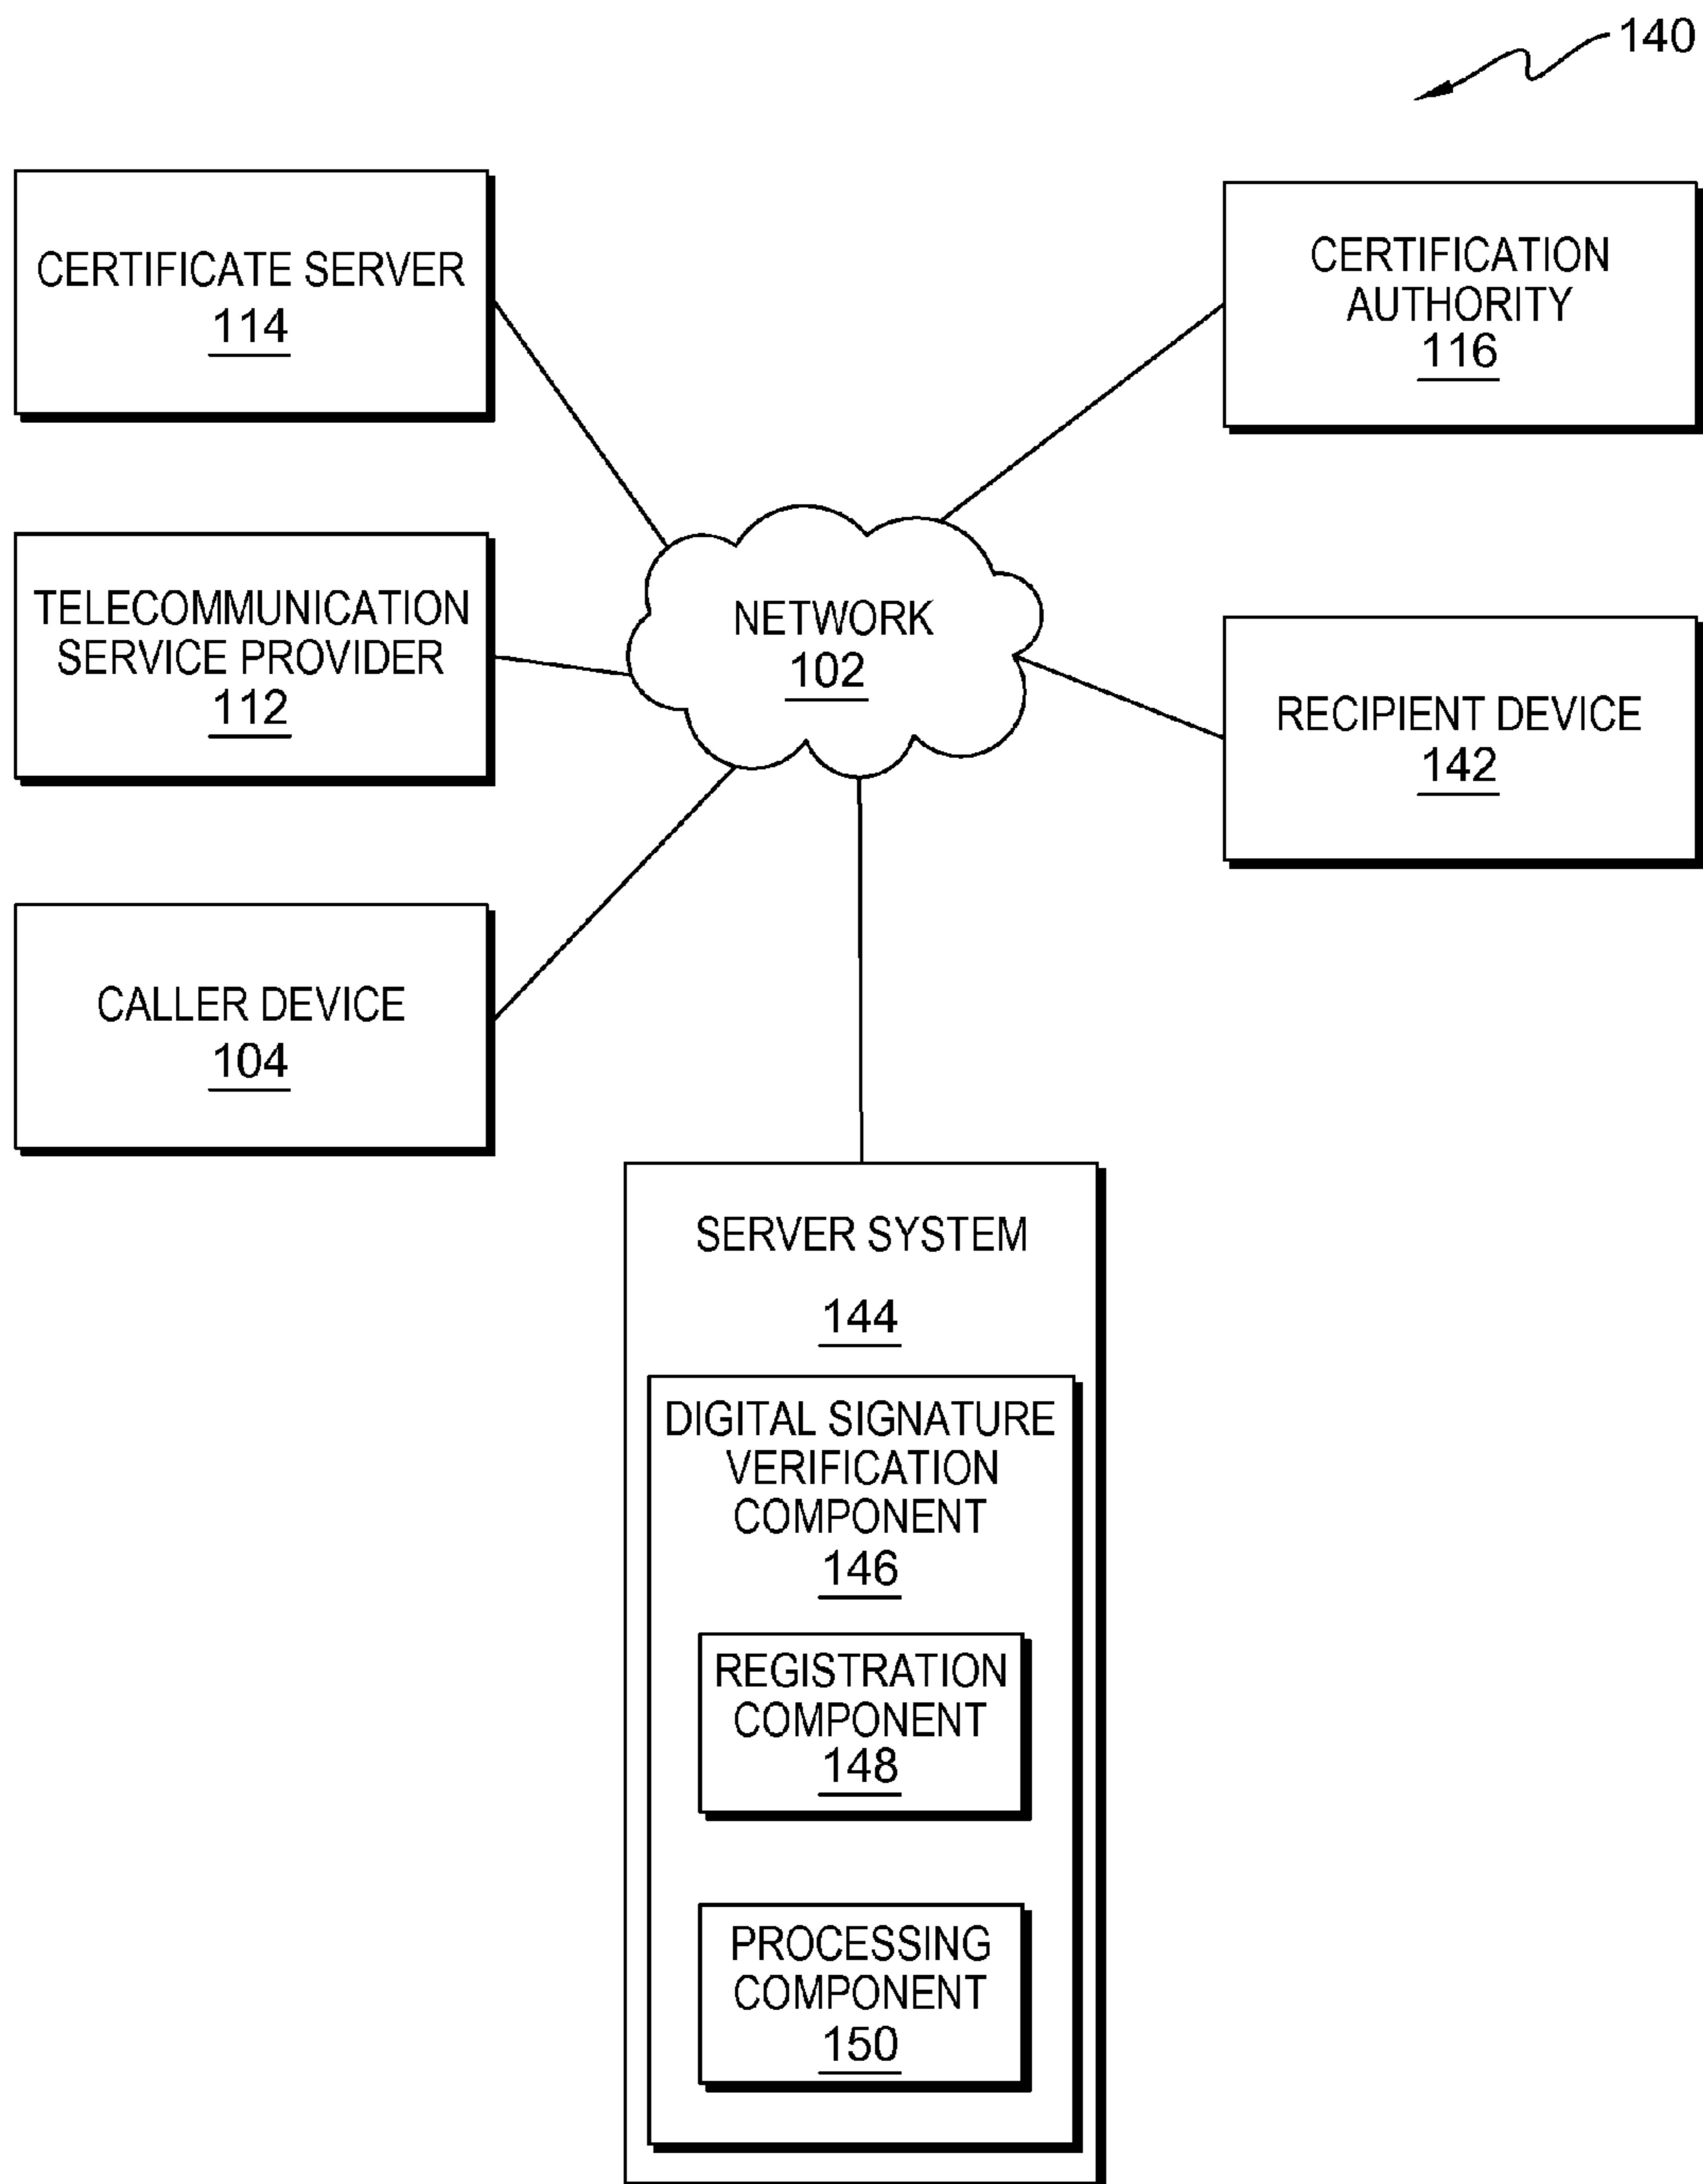 140
CERTIFICATE SERVER
114
CERTIFICATION
AUTHORITY
116
TELECOMMUNICATION
SERVICE PROVIDER
112
NETWORK
102
RECIPIENT DEVICE
142
CALLER DEVICE
104
SERVER SYSTEM
144
DIGITAL SIGNATURE
VERIFICATION
COMPONENT
146
REGISTRATION
COMPONENT
148
PROCESSING
COMPONENT
150